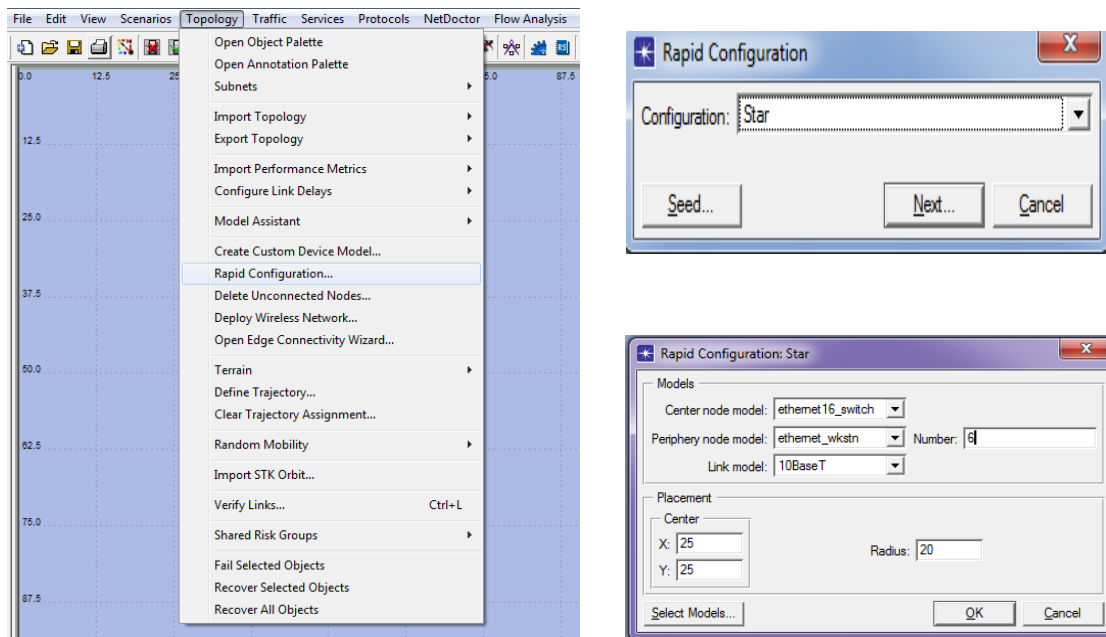 File Edit View Scenarios Topology Traffic Services Protocols NetDoctor Flow Analysis
0.0 12.5 25 5.0 87.5
12.5
25.0
37.5
50.0
62.5
75.0
87.5
Open Object Palette
Open Annotation Palette
Subnets
Import Topology
Export Topology
Import Performance Metrics
Configure Link Delays
Model Assistant
Create Custom Device Model...
Rapid Configuration...
Delete Unconnected Nodes...
Deploy Wireless Network...
Open Edge Connectivity Wizard...
Terrain
Define Trajectory...
Clear Trajectory Assignment...
Random Mobility
Import STK Orbit...
Verify Links... Ctrl+L
Shared Risk Groups
Fail Selected Objects
Recover Selected Objects
Recover All Objects
Rapid Configuration
Configuration: Star
Seed... Next... Cancel
Rapid Configuration: Star
Models
Center node model: ethernet16_switch
Periphery node model: ethernet_wkstn Number: 6
Link model: 10BaseT
Placement
Center
X: 25
Radius: 20
Y: 25
Select Models... OK Cancel